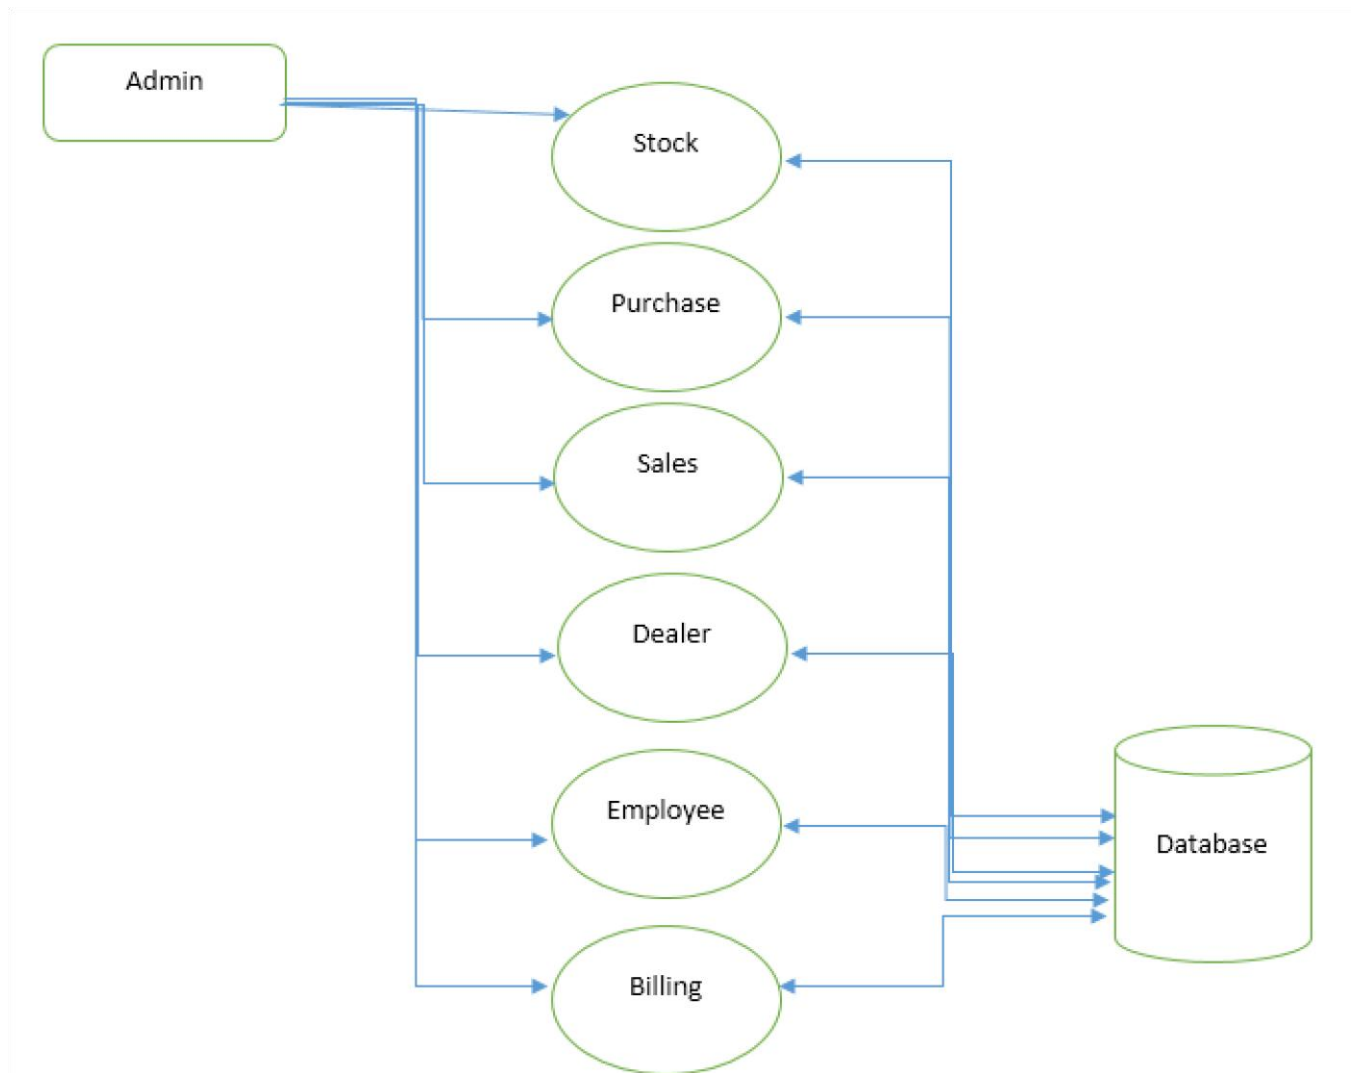 Admin
Stock
Purchase
Sales
Dealer
Employee
Database
Billing